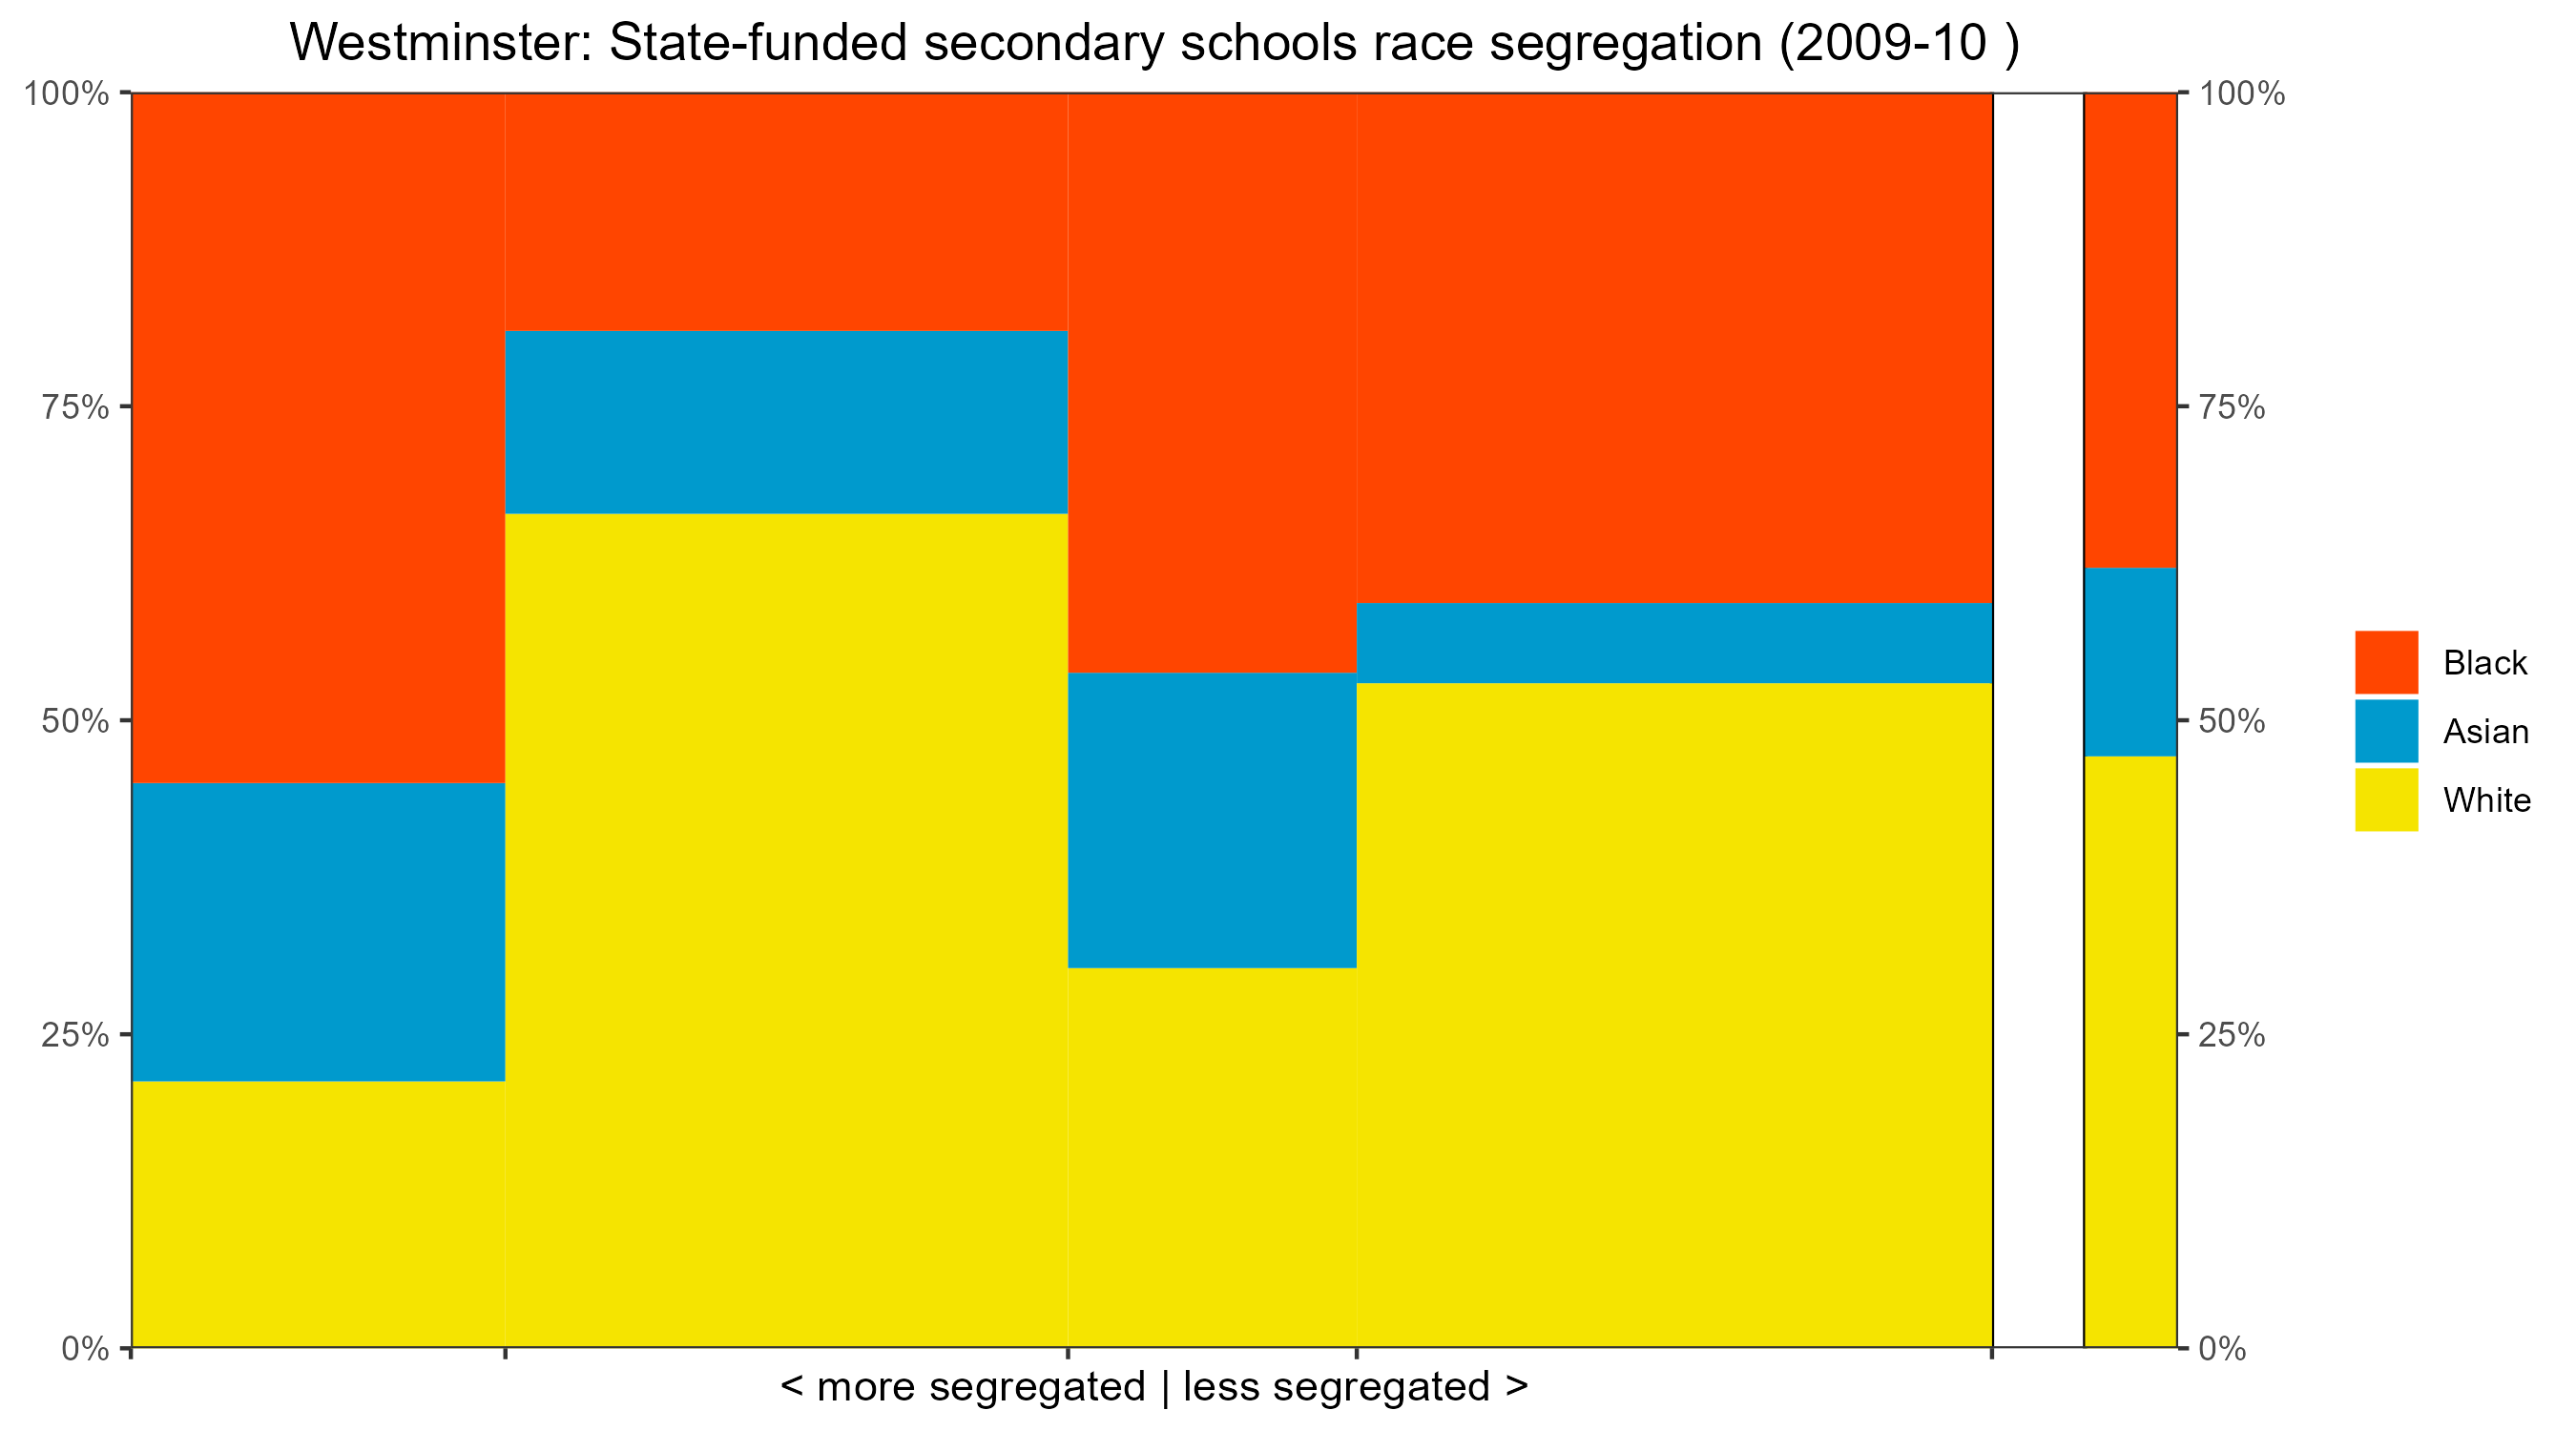 Westminster: State-funded secondary schools race segregation (2009-10 )
100%
75%
50%
25%
0%
100%
75%
50%
25%
0%
Black
Asian
White
< more segregated | less segregated >